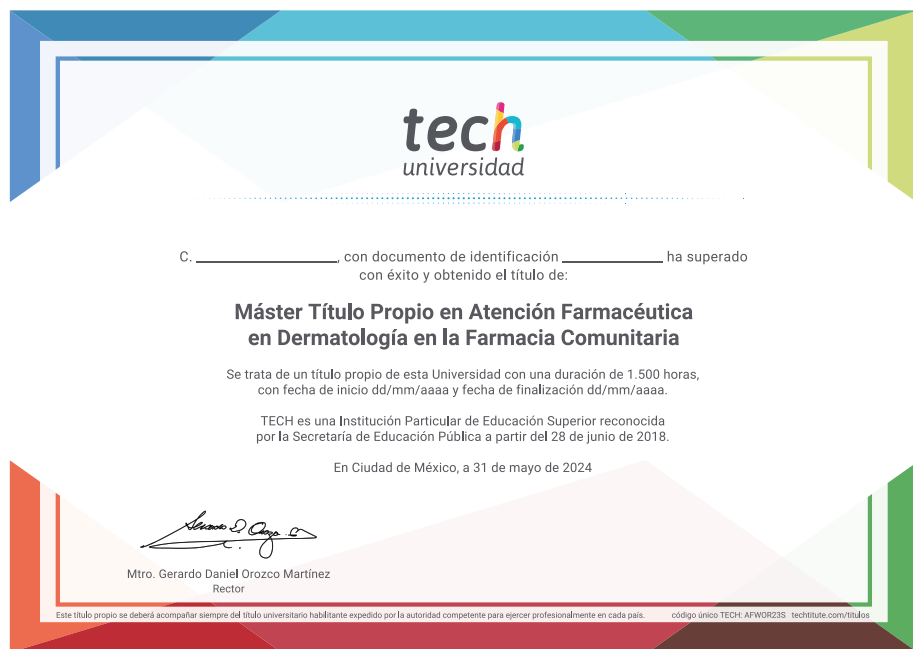 tech
universidad
C. __________________, con documento de identificación _____________ ha superado
con éxito y obtenido el título de:
Máster Título Propio en Atención Farmacéutica
en Dermatología en la Farmacia Comunitaria
Se trata de un título propio de esta Universidad con una duración de 1.500 horas,
con fecha de inicio dd/mm/aaaa y fecha de finalización dd/mm/aaaa.
TECH es una Institución Particular de Educación Superior reconocida
por la Secretaría de Educación Pública a partir del 28 de junio de 2018.
En Ciudad de México, a 31 de mayo de 2024
Mtro. Gerardo Daniel Orozco Martínez
Rector
Este título propio se deberá acompañar siempre del título universitario habilitante expedido por la autoridad competente para ejercer profesionalmente en cada país. código único TECH: AFWOR23S techtitute.com/titulos